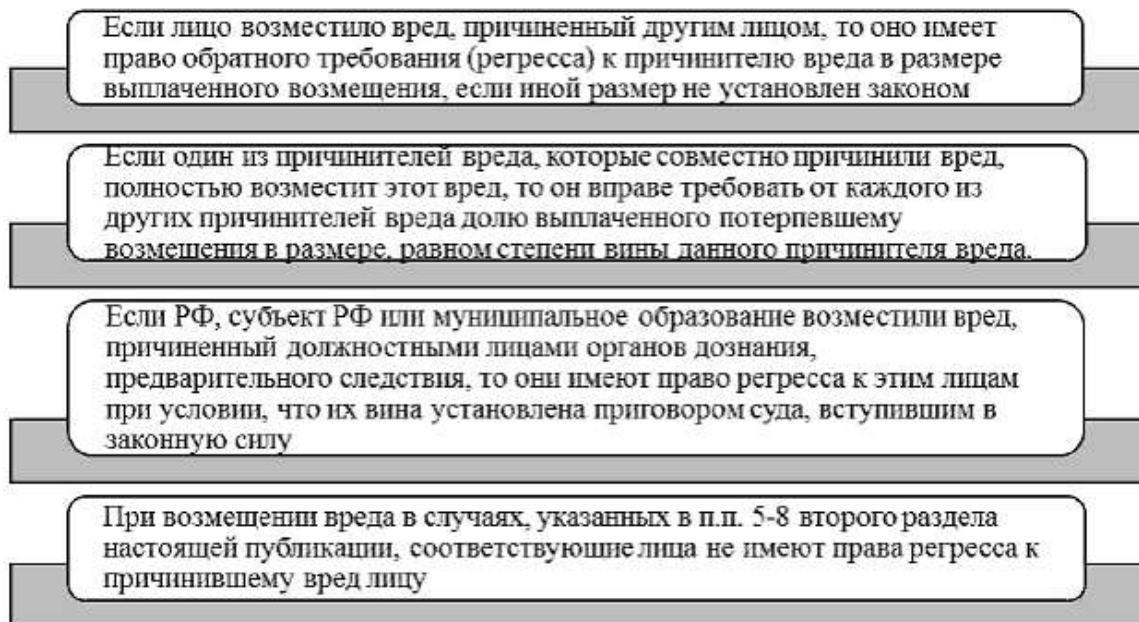 Если лицо возместило вред, причиненный другим лицом, то оно имеет
право обратного требования (регресса) к причинителю вреда в размере
выплаченного возмещения, если иной размер не установлен законом
Если один из причинителей вреда, которые совместно причинили вред,
полностью возместит этот вред, то он вправе требовать от каждого из
других причинителей вреда долю выплаченного потерпевшему
возмещения в размере, равном степени вины данного причинителя вреда.
Если РФ, субъект РФ или муниципальное образование возместили вред,
причиненный должностными лицами органов дознания,
предварительного следствия, то они имеют право регресса к этим лицам
при условии, что их вина установлена приговором суда, вступившим в
законную силу
При возмещении вреда в случаях, указанных в п.п. 5-8 второго раздела
настоящей публикации, соответствующие лица не имеют права регресса к
причинившему вред лицу